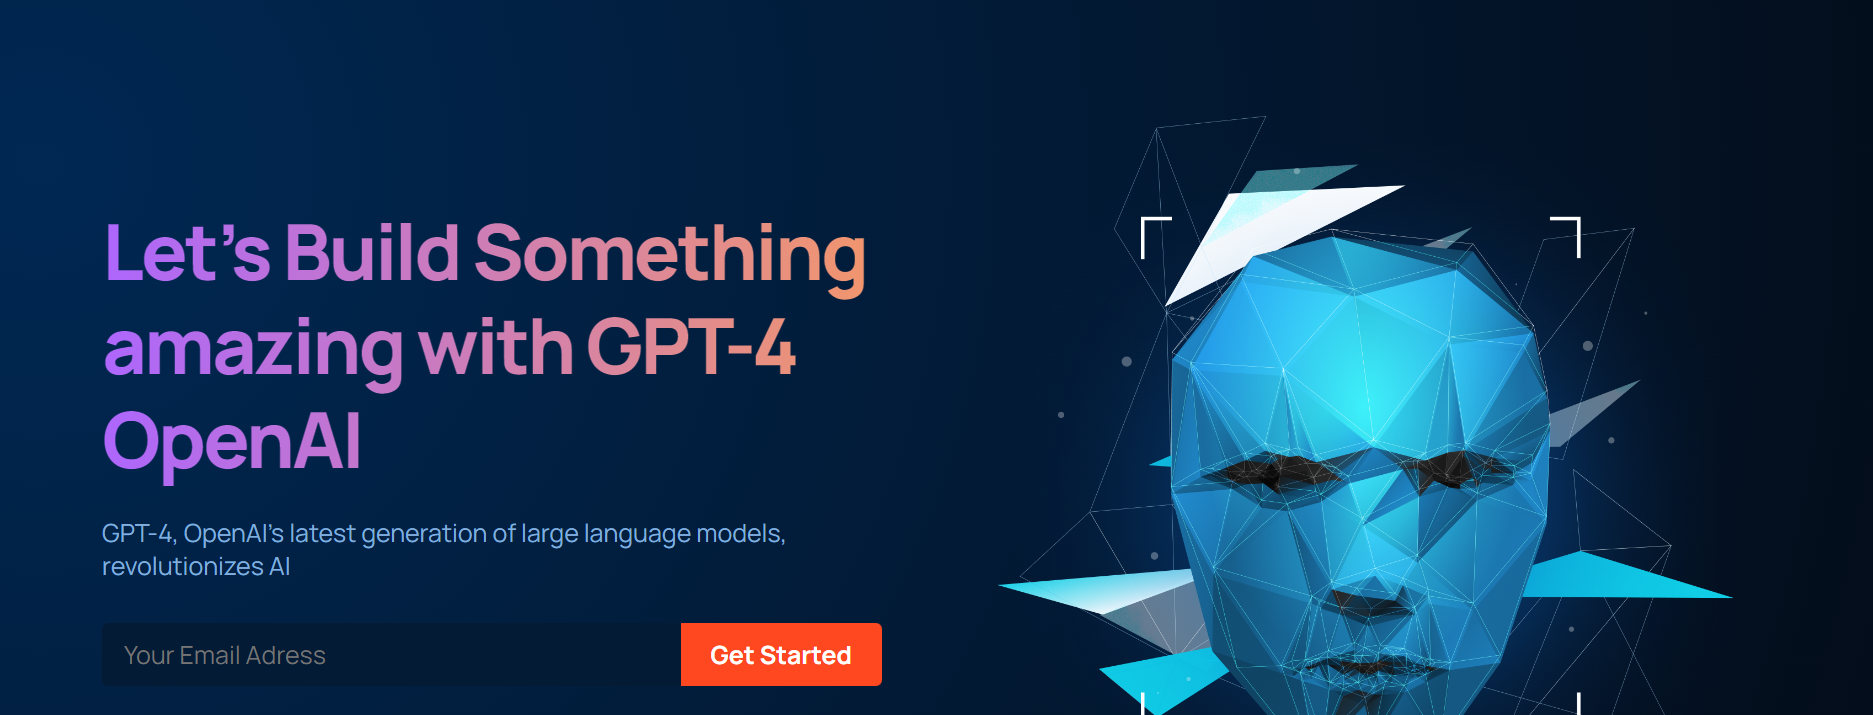 Let’s Build Something
amazing with GPT-4
OpenAI
GPT-4, OpenAI’s latest generation of large language models,
revolutionizes AI
Your Email Adress
Get Started